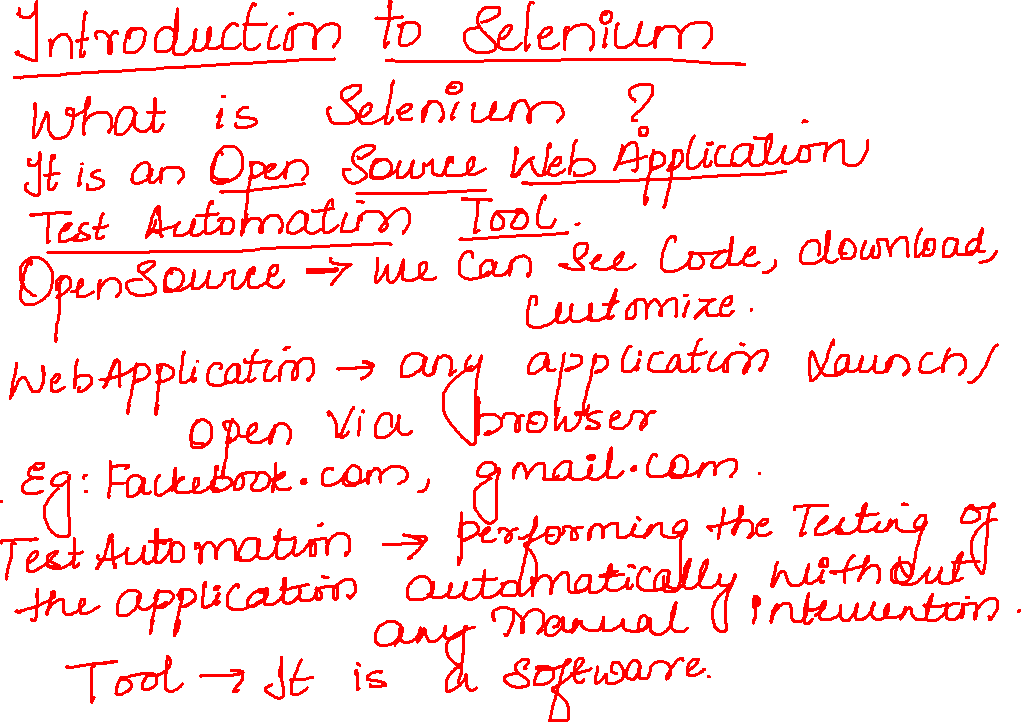 Introduction to Selenium
What is Selenium ?
It is an Open Source Web Application
Test Automation Tool.
OpenSource → We can see Code, download,
Customize.
WebApplication → any application Launch/
open via browser
Eg: Facebook.com, gmail.com.
Test Automation → performing the Testing of
the application automatically without
any Manual Intervention.
Tool → It is a software.